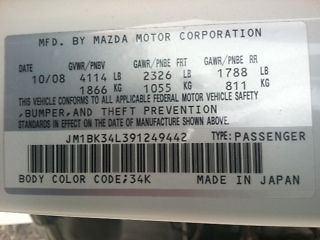 MFD. BY MAZDA MOTOR CORPORATION
DATE GVWR/PNBV GAWR/PNBE FRT GAWR/PNBE RR
10/08 4114 LB 2326 LB 1788 LB
1866 KG 1055 KG 811 KG
THIS VEHICLE CONFORMS TO ALL APPLICABLE FEDERAL MOTOR VEHICLE SAFETY
,BUMPER,AND THEFT PREVENTION
STANDARDS IN EFFECT ON THE DATE OF MANUFACTURE SHOWN ABOVE.
JM1BK34L391249442 TYPE:PASSENGER
BODY COLOR CODE;34K MADE IN JAPAN